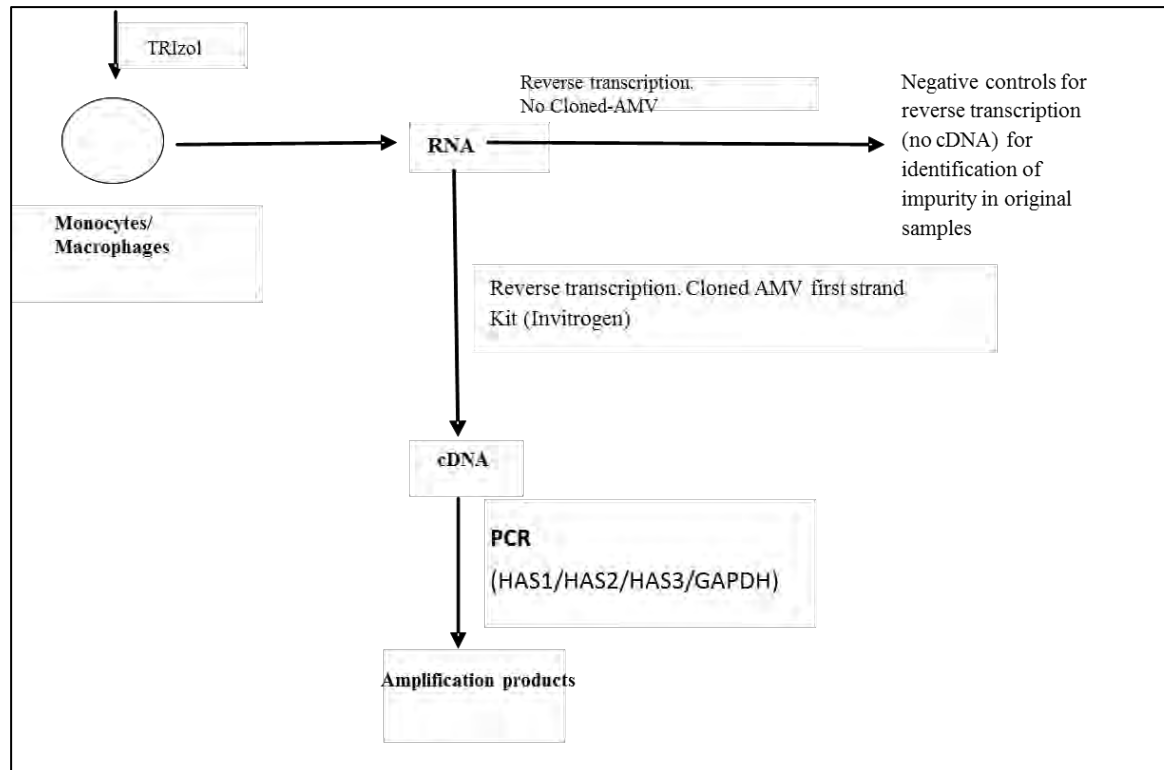 TRIzol
Reverse transcription.
No Cloned-AMV
Negative controls for
reverse transcription
(no cDNA) for
identification of
impurity in original
samples
RNA
Monocytes/
Macrophages
Reverse transcription. Cloned AMV first strand
Kit (Invitrogen)
cDNA
PCR
(HAS1/HAS2/HAS3/GAPDH)
Amplification products